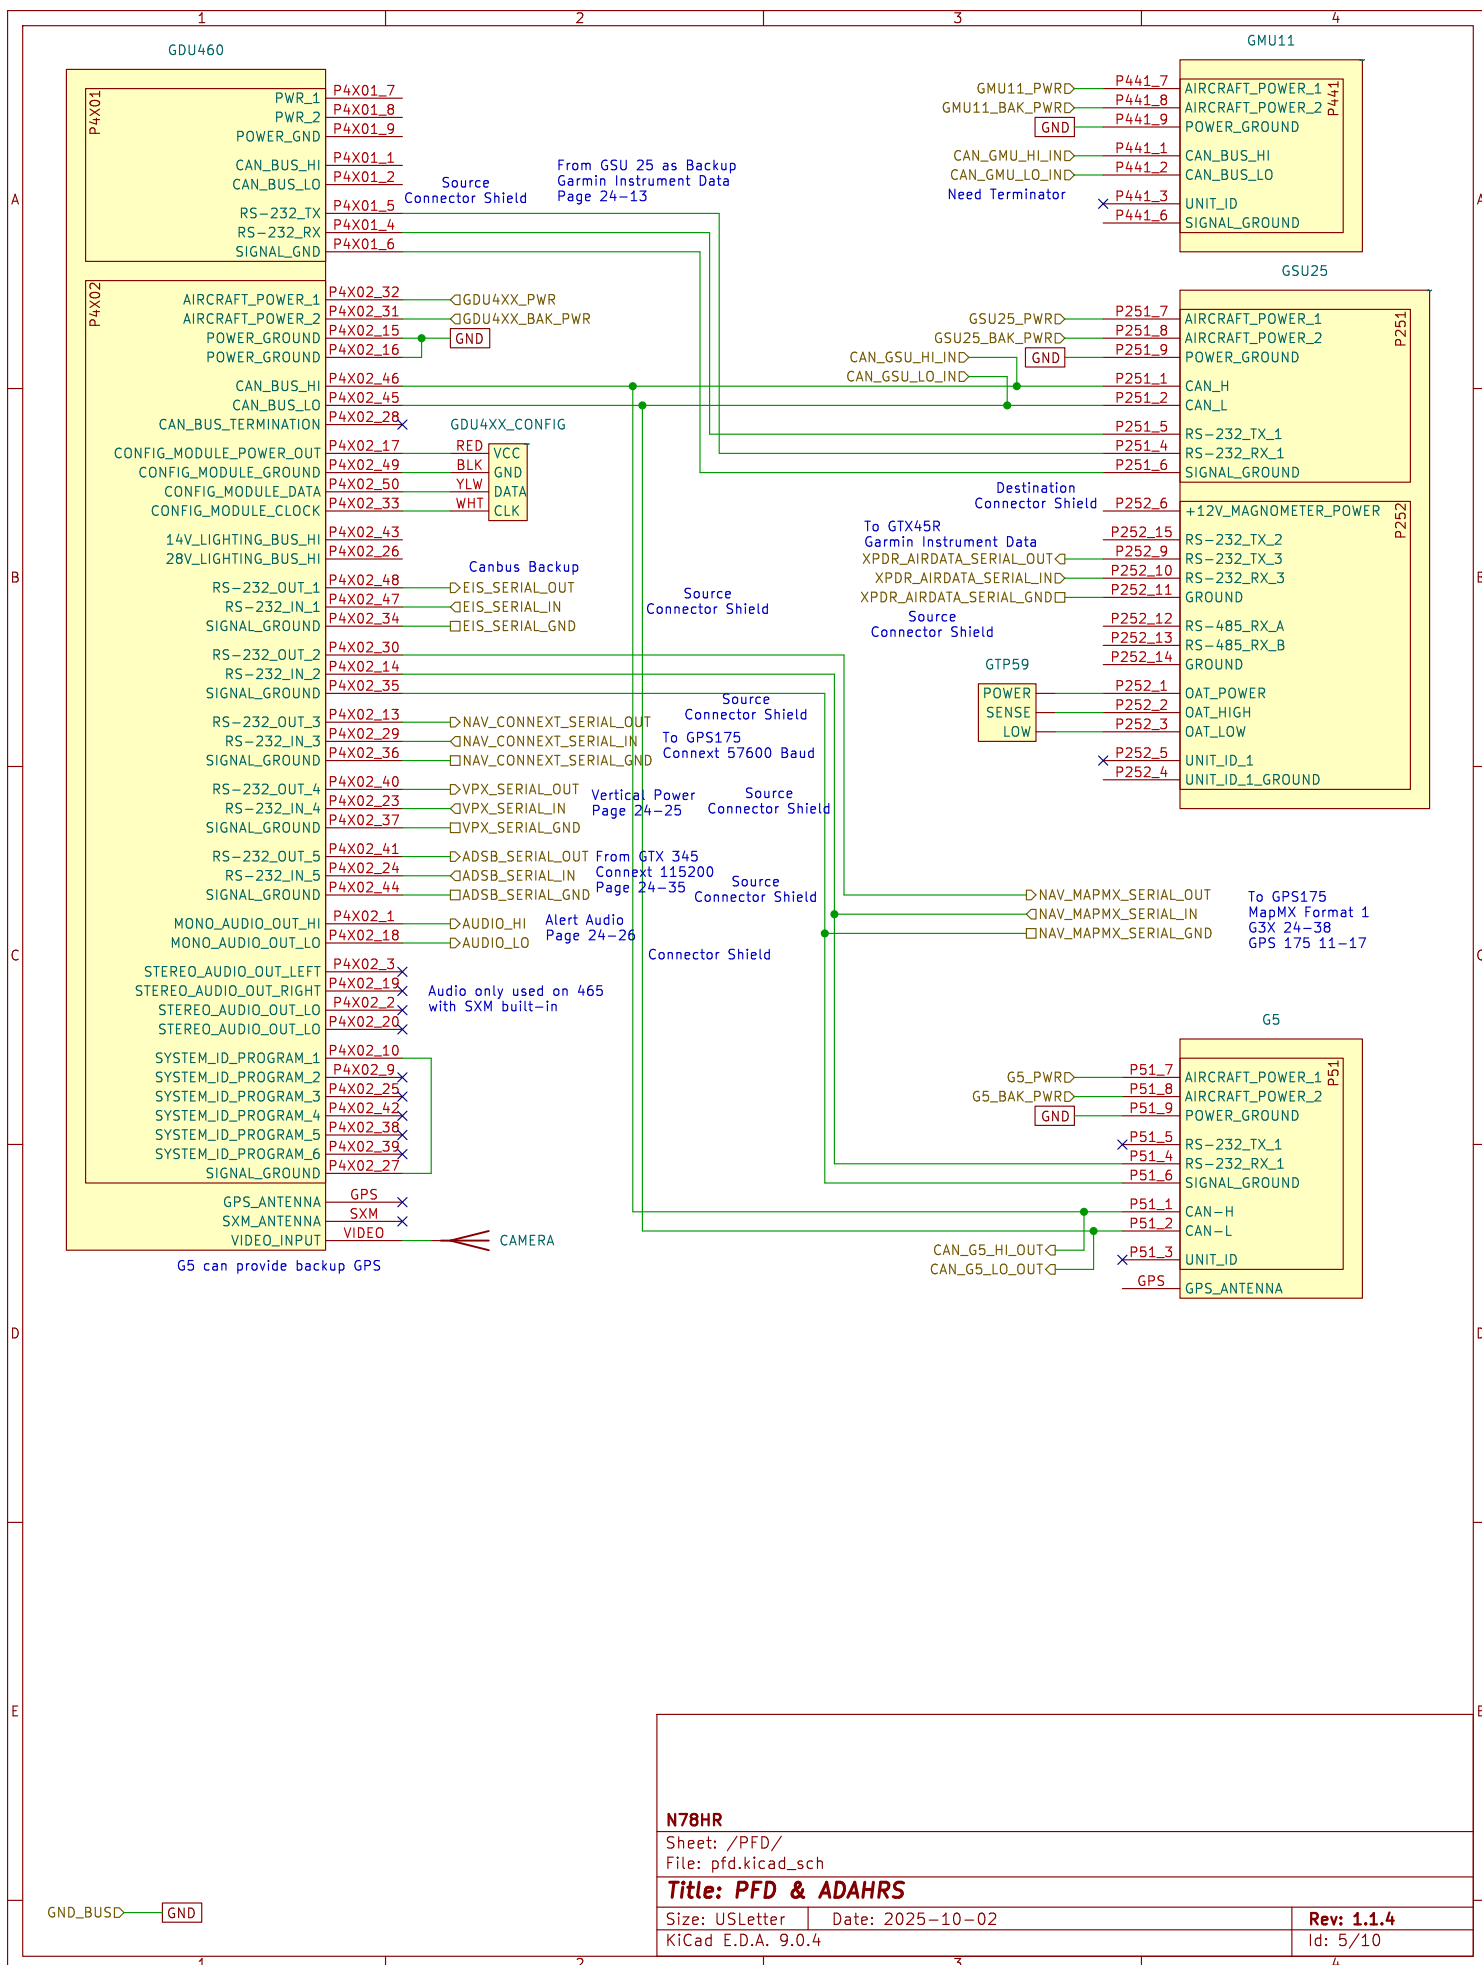 1 2 3 4
GDU460
P4X01
PWR_1 P4X01_7
PWR_2 P4X01_8
POWER_GND P4X01_9
CAN_BUS_HI P4X01_1
CAN_BUS_LO P4X01_2
RS-232_TX P4X01_5
RS-232_RX P4X01_4
SIGNAL_GND P4X01_6
Source
Connector Shield
From GSU 25 as Backup
Garmin Instrument Data
Page 24-13
P4X02
AIRCRAFT_POWER_1 P4X02_32 GDU4XX_PWR
AIRCRAFT_POWER_2 P4X02_31 GDU4XX_BAK_PWR
POWER_GROUND P4X02_15 GND
POWER_GROUND P4X02_16
CAN_BUS_HI P4X02_46
CAN_BUS_LO P4X02_45
CAN_BUS_TERMINATION P4X02_28
GDU4XX_CONFIG
CONFIG_MODULE_POWER_OUT P4X02_17 RED VCC
CONFIG_MODULE_GROUND P4X02_49 BLK GND
CONFIG_MODULE_DATA P4X02_50 YLW DATA
CONFIG_MODULE_CLOCK P4X02_33 WHT CLK
14V_LIGHTING_BUS_HI P4X02_43
28V_LIGHTING_BUS_HI P4X02_26
Canbus Backup
RS-232_OUT_1 P4X02_48 EIS_SERIAL_OUT
RS-232_IN_1 P4X02_47 EIS_SERIAL_IN
SIGNAL_GROUND P4X02_34 EIS_SERIAL_GND
Source
Connector Shield
RS-232_OUT_2 P4X02_30
RS-232_IN_2 P4X02_14
SIGNAL_GROUND P4X02_35
Source
Connector Shield
RS-232_OUT_3 P4X02_13 NAV_CONNEXT_SERIAL_OUT
RS-232_IN_3 P4X02_29 NAV_CONNEXT_SERIAL_IN
SIGNAL_GROUND P4X02_36 NAV_CONNEXT_SERIAL_GND
To GPS175
Connext 57600 Baud
RS-232_OUT_4 P4X02_40 VPX_SERIAL_OUT
RS-232_IN_4 P4X02_23 VPX_SERIAL_IN
SIGNAL_GROUND P4X02_37 VPX_SERIAL_GND
Vertical Power
Page 24-25
Source
Connector Shield
RS-232_OUT_5 P4X02_41 ADSB_SERIAL_OUT
RS-232_IN_5 P4X02_24 ADSB_SERIAL_IN
SIGNAL_GROUND P4X02_44 ADSB_SERIAL_GND
From GTX 345
Connext 115200
Page 24-35
Source
Connector Shield
MONO_AUDIO_OUT_HI P4X02_1 AUDIO_HI
MONO_AUDIO_OUT_LO P4X02_18 AUDIO_LO
Alert Audio
Page 24-26
Connector Shield
STEREO_AUDIO_OUT_LEFT P4X02_3
STEREO_AUDIO_OUT_RIGHT P4X02_19
STEREO_AUDIO_OUT_LO P4X02_2
STEREO_AUDIO_OUT_LO P4X02_20
Audio only used on 465
with SXM built-in
SYSTEM_ID_PROGRAM_1 P4X02_10
SYSTEM_ID_PROGRAM_2 P4X02_9
SYSTEM_ID_PROGRAM_3 P4X02_25
SYSTEM_ID_PROGRAM_4 P4X02_42
SYSTEM_ID_PROGRAM_5 P4X02_38
SYSTEM_ID_PROGRAM_6 P4X02_39
SIGNAL_GROUND P4X02_27
GPS_ANTENNA GPS
SXM_ANTENNA SXM
VIDEO_INPUT VIDEO CAMERA
G5 can provide backup GPS
GMU11
P441
GMU11_PWR P441_7 AIRCRAFT_POWER_1
GMU11_BAK_PWR P441_8 AIRCRAFT_POWER_2
GND P441_9 POWER_GROUND
CAN_GMU_HI_IN P441_1 CAN_BUS_HI
CAN_GMU_LO_IN P441_2 CAN_BUS_LO
Need Terminator
P441_3 UNIT_ID
P441_6 SIGNAL_GROUND
GSU25
P251
GSU25_PWR P251_7 AIRCRAFT_POWER_1
GSU25_BAK_PWR P251_8 AIRCRAFT_POWER_2
CAN_GSU_HI_IN GND P251_9 POWER_GROUND
CAN_GSU_LO_IN
P251_1 CAN_H
P251_2 CAN_L
P251_5 RS-232_TX_1
P251_4 RS-232_RX_1
P251_6 SIGNAL_GROUND
Destination
Connector Shield
P252
P252_6 +12V_MAGNOMETER_POWER
To GTX45R
Garmin Instrument Data
P252_15 RS-232_TX_2
XPDR_AIRDATA_SERIAL_OUT P252_9 RS-232_TX_3
XPDR_AIRDATA_SERIAL_IN P252_10 RS-232_RX_3
XPDR_AIRDATA_SERIAL_GND P252_11 GROUND
Source
Connector Shield
P252_12 RS-485_RX_A
P252_13 RS-485_RX_B
P252_14 GROUND
GTP59
POWER P252_1 OAT_POWER
SENSE P252_2 OAT_HIGH
LOW P252_3 OAT_LOW
P252_5 UNIT_ID_1
P252_4 UNIT_ID_1_GROUND
NAV_MAPMX_SERIAL_OUT
NAV_MAPMX_SERIAL_IN
NAV_MAPMX_SERIAL_GND
To GPS175
MapMX Format 1
G3X 24-38
GPS 175 11-17
G5
P51
G5_PWR P51_7 AIRCRAFT_POWER_1
G5_BAK_PWR P51_8 AIRCRAFT_POWER_2
GND P51_9 POWER_GROUND
P51_5 RS-232_TX_1
P51_4 RS-232_RX_1
P51_6 SIGNAL_GROUND
P51_1 CAN-H
P51_2 CAN-L
CAN_G5_HI_OUT
CAN_G5_LO_OUT
P51_3 UNIT_ID
GPS GPS_ANTENNA
A
B
C
D
E
GND_BUS GND
N78HR
Sheet: /PFD/
File: pfd.kicad_sch
Title: PFD & ADAHRS
Size: USLetter Date: 2025-10-02 Rev: 1.1.4
KiCad E.D.A. 9.0.4 Id: 5/10
1 2 3 4